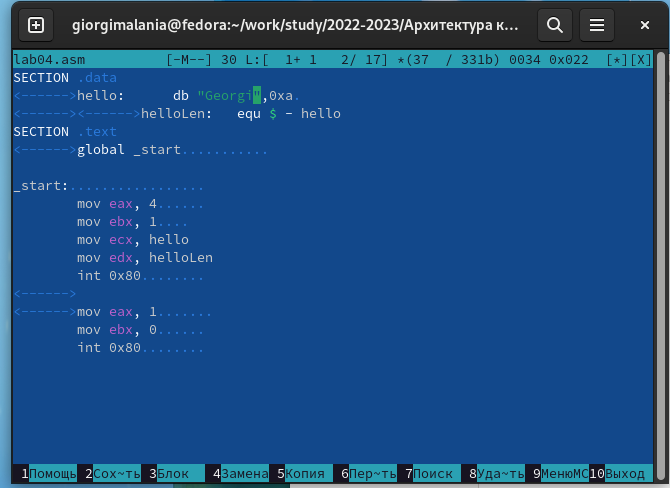 giorgimalania@fedora:~/work/study/2022-2023/Архитектура к...
lab04.asm [-M--] 30 L:[ 1+ 1 2/ 17] *(37 / 331b) 0034 0x022 [*][X]
SECTION .data
<------>hello: db "Georgi",0xa.
<------><------>helloLen: equ $ - hello
SECTION .text
<------>global _start...........
_start:.................
mov eax, 4......
mov ebx, 1....
mov ecx, hello
mov edx, helloLen
int 0x80........
<------>
<------>mov eax, 1.......
mov ebx, 0......
int 0x80........
1Помощь 2Сох~ть 3Блок 4Замена 5Копия 6Пер~ть 7Поиск 8Уда~ть 9МенюMC 10Выход